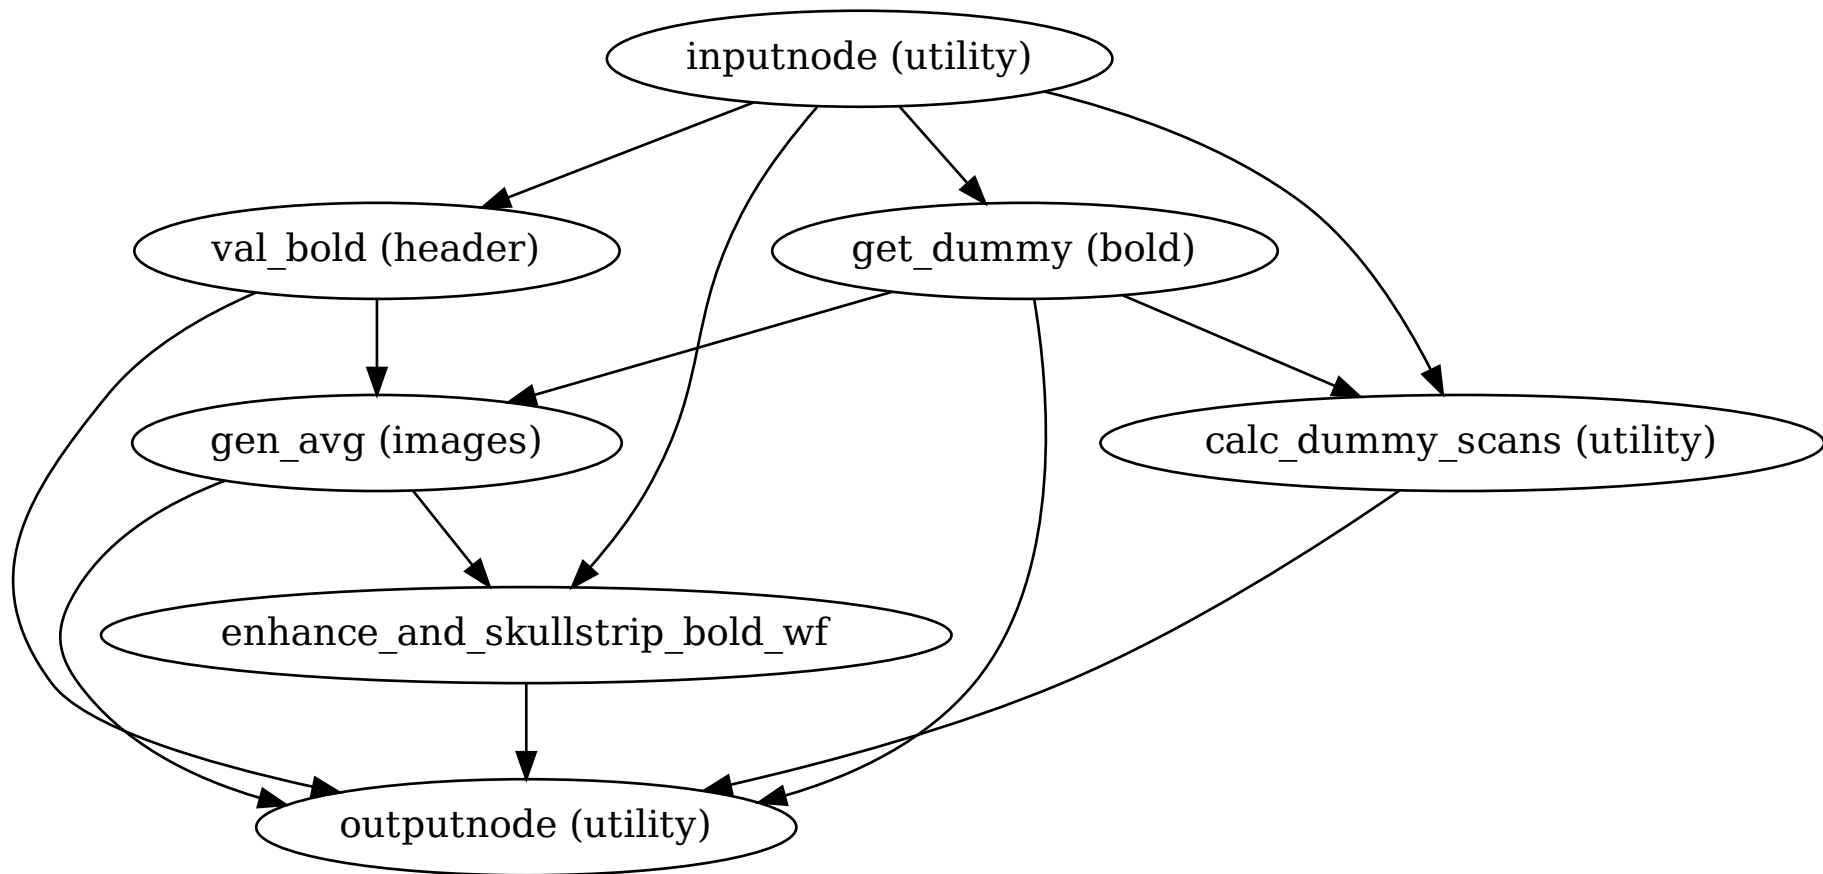 inputnode (utility)
val_bold (header)
get_dummy (bold)
gen_avg (images)
calc_dummy_scans (utility)
enhance_and_skullstrip_bold_wf
outputnode (utility)